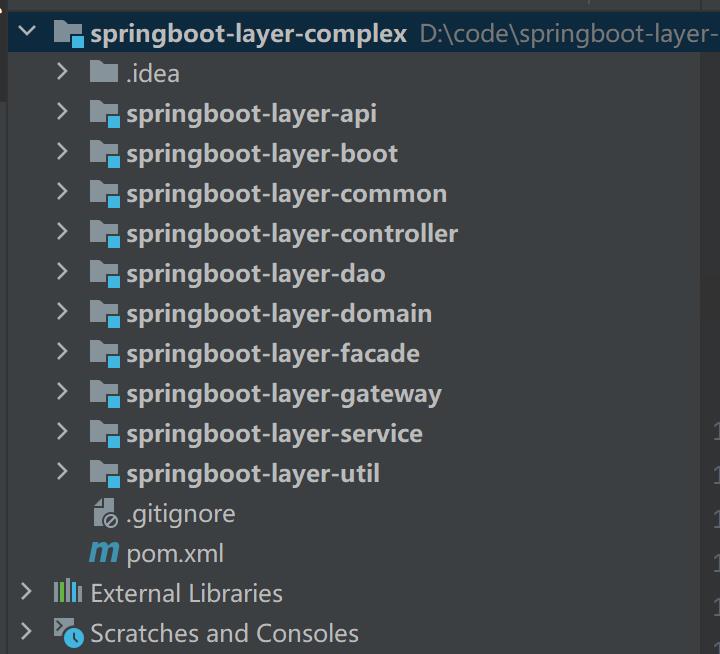 springboot-layer-complex D:\code\springboot-layer-
.idea
springboot-layer-api
springboot-layer-boot
springboot-layer-common
springboot-layer-controller
springboot-layer-dao
springboot-layer-domain
springboot-layer-facade
springboot-layer-gateway
springboot-layer-service
springboot-layer-util
.gitignore
pom.xml
External Libraries
Scratches and Consoles